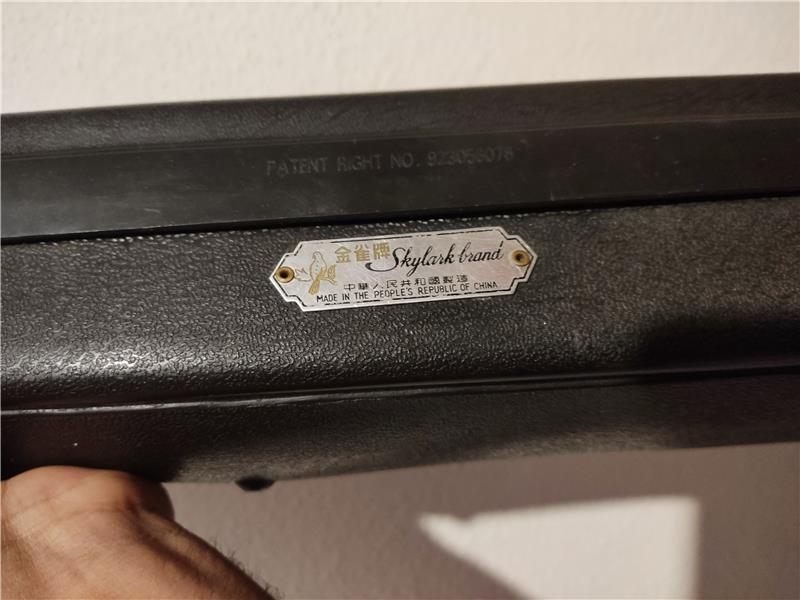 PATENT RIGHT NO. 923056076
金雀牌 Skylark brand
中華人民共和國製造
MADE IN THE PEOPLE'S REPUBLIC OF CHINA